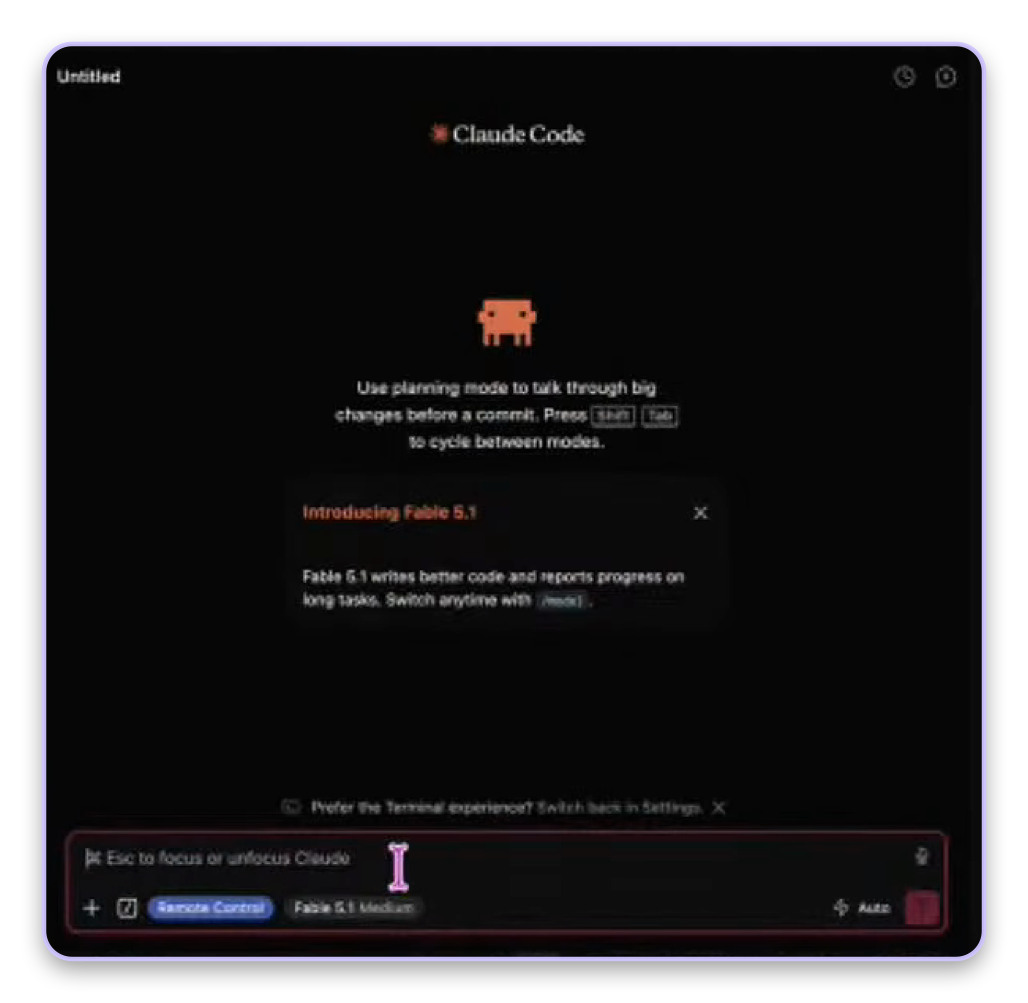 Untitled
Claude Code
Use planning mode to talk through big
changes before a commit. Press Shift Tab
to cycle between modes.
Introducing Fable 5.1
Fable 5.1 writes better code and reports progress on
long tasks. Switch anytime with /model.
Prefer the Terminal experience? Switch back in Settings.
⌘ Esc to focus or unfocus Claude
Remote Control
Fable 5.1 Medium
Auto